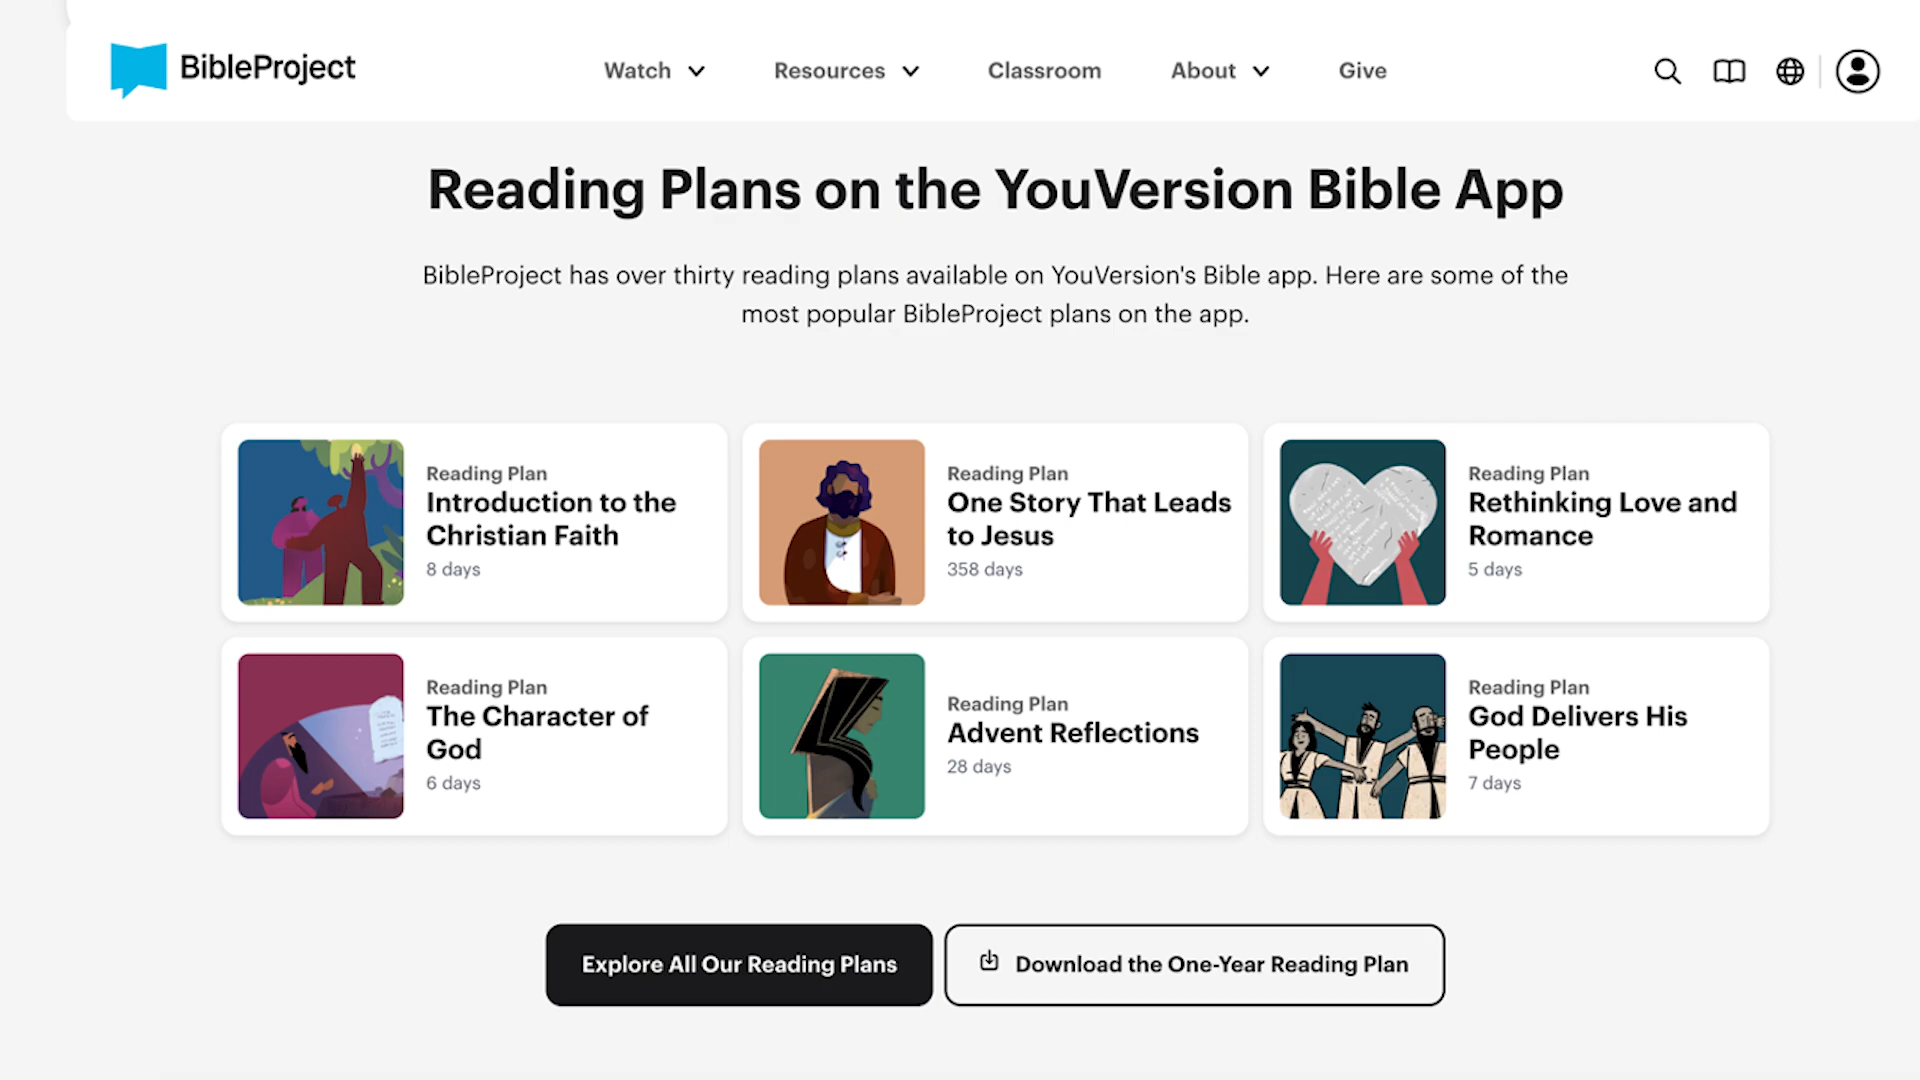 BibleProject
Watch
Resources
Classroom
About
Give
Reading Plans on the YouVersion Bible App
BibleProject has over thirty reading plans available on YouVersion's Bible app. Here are some of the
most popular BibleProject plans on the app.
Reading Plan
Introduction to the
Christian Faith
8 days
Reading Plan
One Story That Leads
to Jesus
358 days
Reading Plan
Rethinking Love and
Romance
5 days
Reading Plan
The Character of
God
6 days
Reading Plan
Advent Reflections
28 days
Reading Plan
God Delivers His
People
7 days
Explore All Our Reading Plans
Download the One-Year Reading Plan